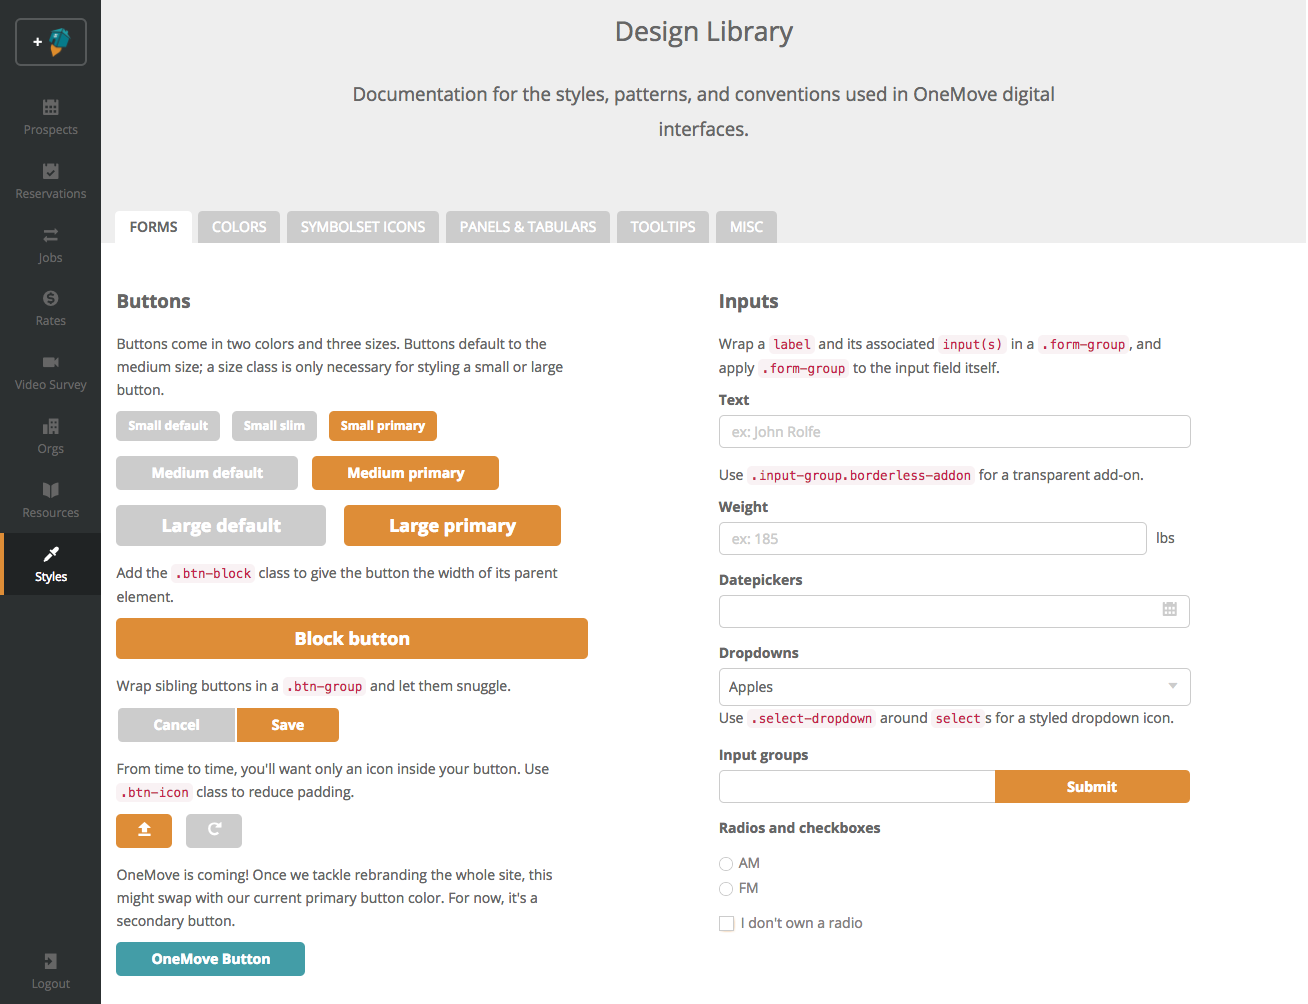 +
Prospects
Reservations
Jobs
Rates
Video Survey
Orgs
Resources
Styles
Logout
Design Library
Documentation for the styles, patterns, and conventions used in OneMove digital
interfaces.
FORMS
COLORS
SYMBOLSET ICONS
PANELS & TABULARS
TOOLTIPS
MISC
Buttons
Buttons come in two colors and three sizes. Buttons default to the
medium size; a size class is only necessary for styling a small or large
button.
Small default
Small slim
Small primary
Medium default
Medium primary
Large default
Large primary
Add the .btn-block class to give the button the width of its parent
element.
Block button
Wrap sibling buttons in a .btn-group and let them snuggle.
Cancel
Save
From time to time, you'll want only an icon inside your button. Use
.btn-icon class to reduce padding.
OneMove is coming! Once we tackle rebranding the whole site, this
might swap with our current primary button color. For now, it's a
secondary button.
OneMove Button
Inputs
Wrap a label and its associated input(s) in a .form-group, and
apply .form-group to the input field itself.
Text
ex: John Rolfe
Use .input-group.borderless-addon for a transparent add-on.
Weight
ex: 185
lbs
Datepickers
Dropdowns
Apples
Use .select-dropdown around selects for a styled dropdown icon.
Input groups
Submit
Radios and checkboxes
AM
FM
I don't own a radio